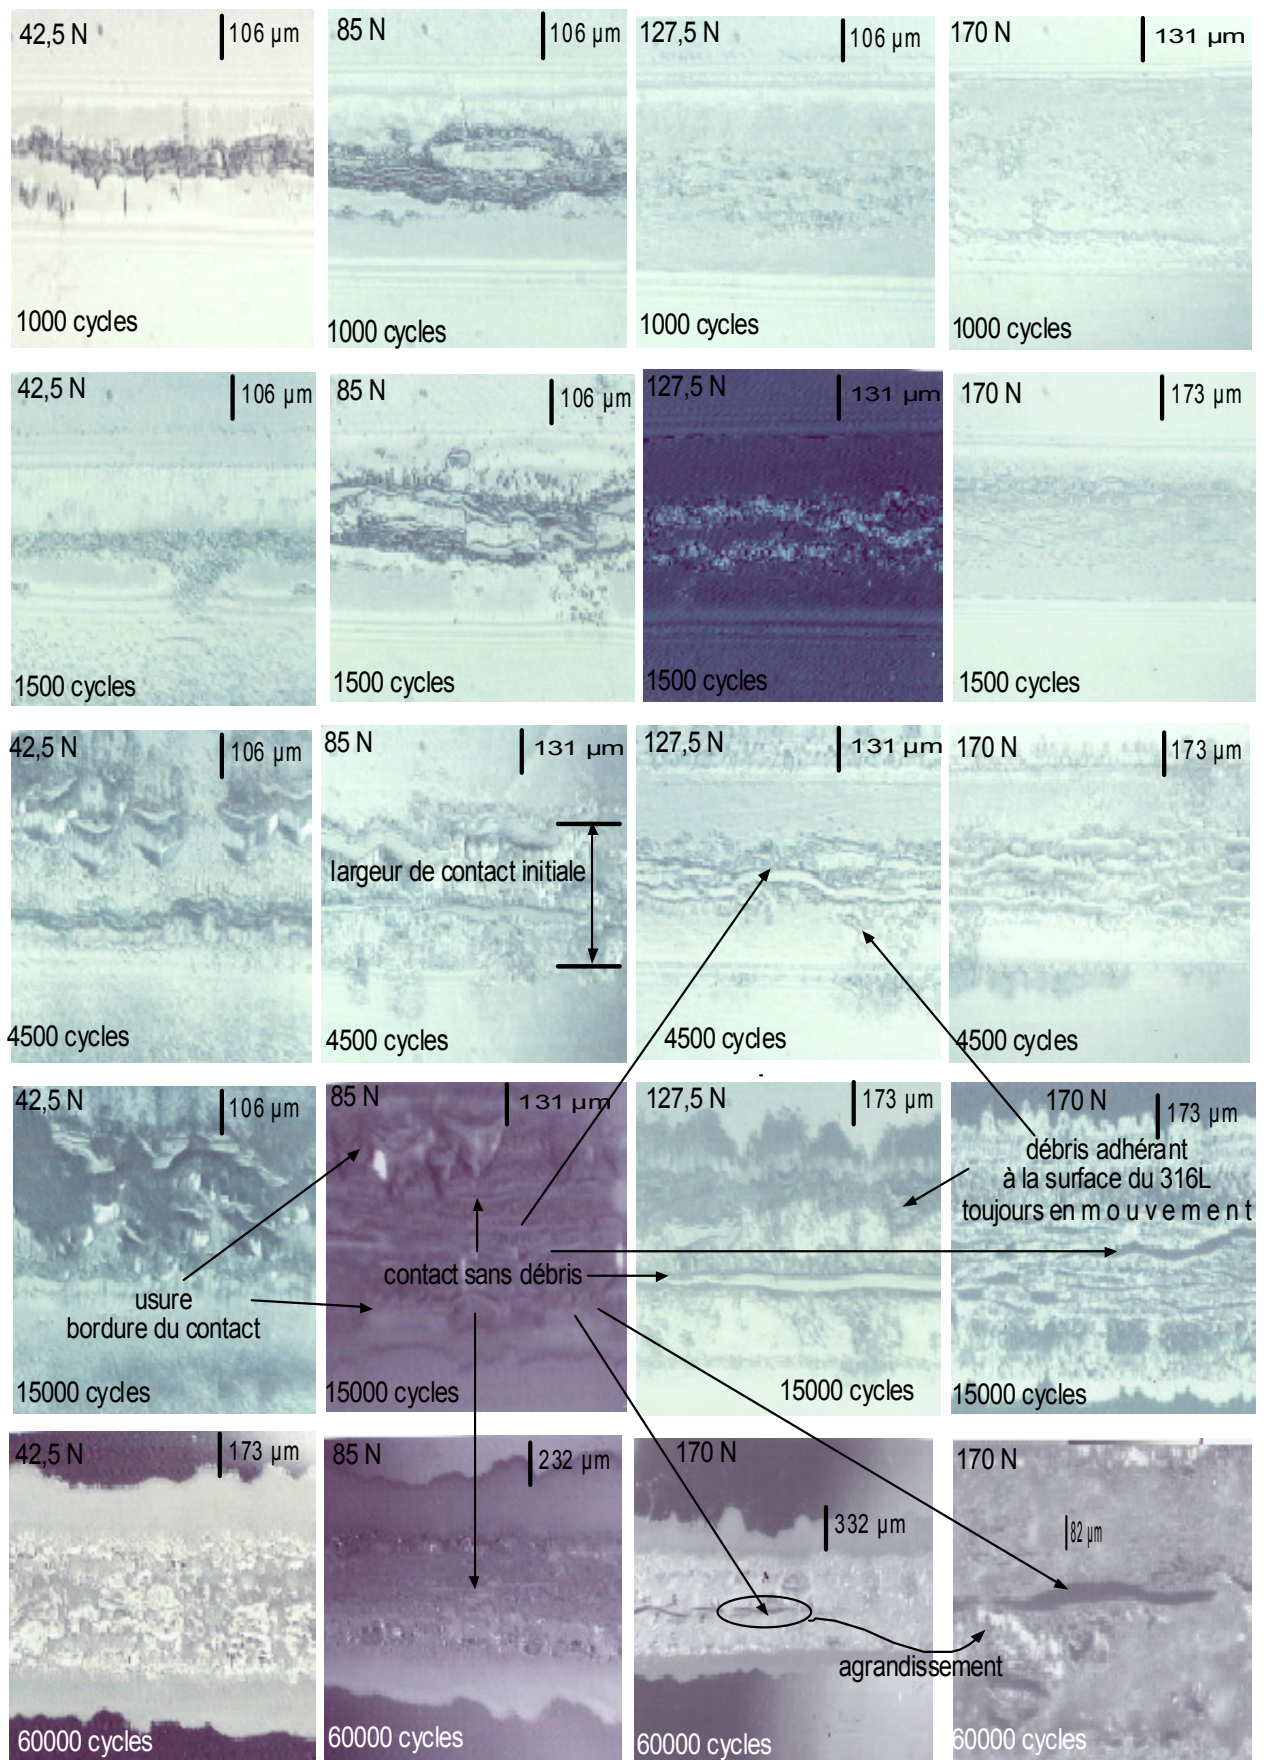 42,5 N
106 µm
1000 cycles
85 N
106 µm
1000 cycles
127,5 N
106 µm
1000 cycles
170 N
131 µm
1000 cycles
42,5 N
106 µm
1500 cycles
85 N
106 µm
1500 cycles
127,5 N
131 µm
1500 cycles
170 N
173 µm
1500 cycles
42,5 N
106 µm
4500 cycles
85 N
131 µm
largeur de contact initiale
4500 cycles
127,5 N
131 µm
4500 cycles
170 N
173 µm
4500 cycles
42,5 N
106 µm
usure
bordure du contact
15000 cycles
85 N
131 µm
contact sans débris
15000 cycles
127,5 N
173 µm
15000 cycles
170 N
173 µm
débris adhérant
à la surface du 316L
toujours en mouvement
15000 cycles
42,5 N
173 µm
60000 cycles
85 N
232 µm
60000 cycles
170 N
332 µm
agrandissement
60000 cycles
170 N
82 µm
60000 cycles